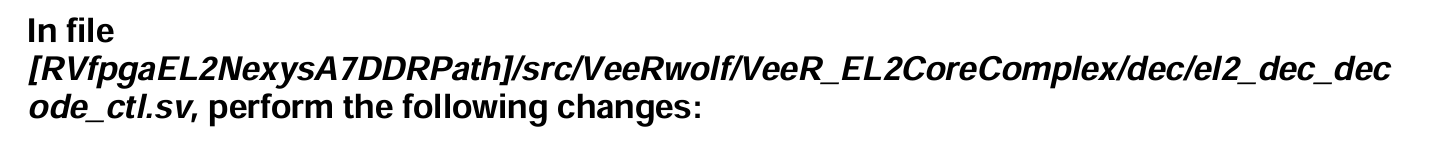 In file
[RVfpgaEL2NexysA7DDRPath]/src/VeeRwolf/VeeR_EL2CoreComplex/dec/el2_dec_dec
ode_ctl.sv, perform the following changes: